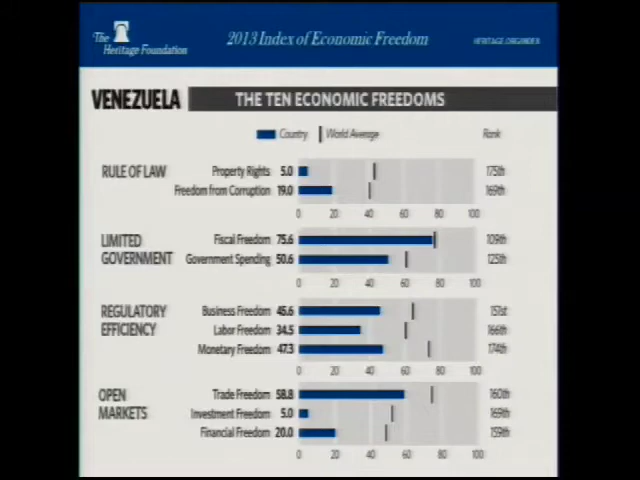 The
Heritage Foundation
2013 Index of Economic Freedom
HERITAGE.ORG/INDEX
VENEZUELA THE TEN ECONOMIC FREEDOMS
Country World Average Rank
RULE OF LAW Property Rights 5.0 175th
Freedom from Corruption 19.0 169th
0 20 40 60 80 100
LIMITED Fiscal Freedom 75.6 109th
GOVERNMENT Government Spending 50.6 125th
0 20 40 60 80 100
REGULATORY Business Freedom 45.6 151st
EFFICIENCY Labor Freedom 34.5 166th
Monetary Freedom 47.3 174th
0 20 40 60 80 100
OPEN Trade Freedom 58.8 160th
MARKETS Investment Freedom 5.0 169th
Financial Freedom 20.0 159th
0 20 40 60 80 100